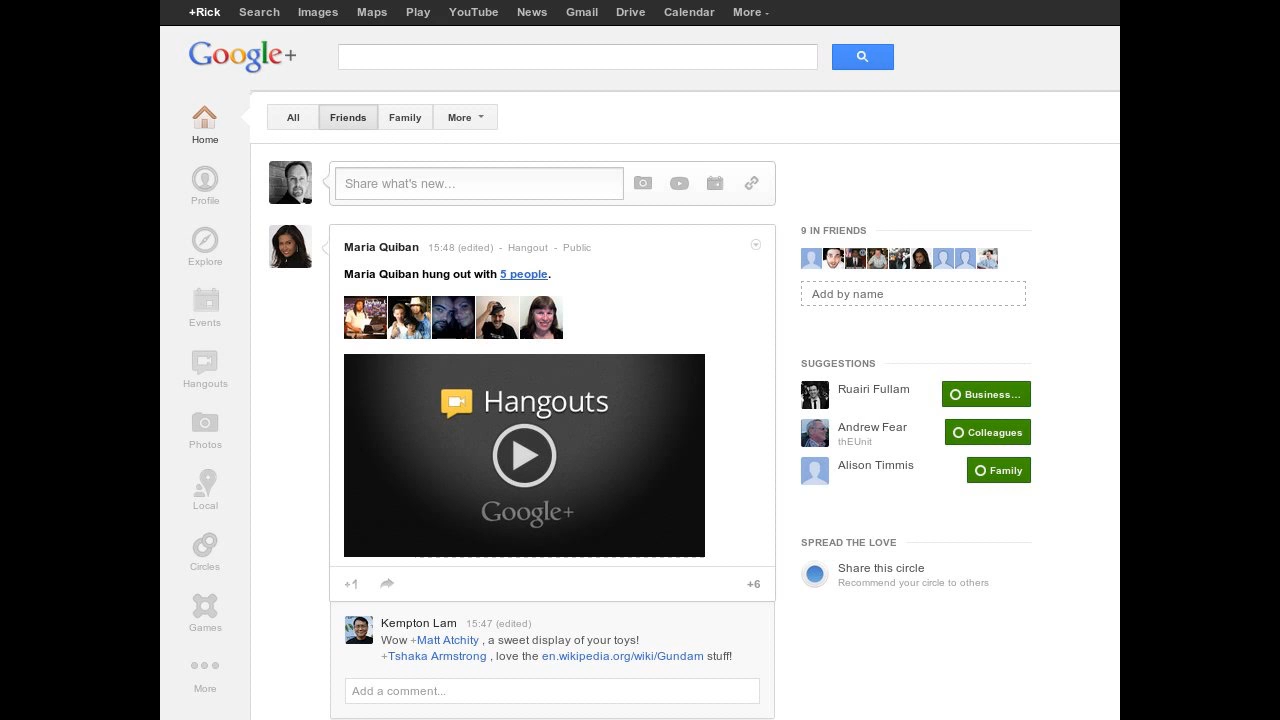 +Rick Search Images Maps Play YouTube News Gmail Drive Calendar More
Google+
All Friends Family More
Home
Profile
Explore
Events
Hangouts
Photos
Local
Circles
Games
More
Share what's new...
Maria Quiban 15:48 (edited) - Hangout - Public
Maria Quiban hung out with 5 people.
Hangouts
Google+
+1 +6
Kempton Lam 15:47 (edited)
Wow +Matt Atchity , a sweet display of your toys!
+Tshaka Armstrong , love the en.wikipedia.org/wiki/Gundam stuff!
Add a comment...
9 IN FRIENDS
Add by name
SUGGESTIONS
Ruairi Fullam Business...
Andrew Fear Colleagues
thEUnit
Alison Timmis Family
SPREAD THE LOVE
Share this circle
Recommend your circle to others